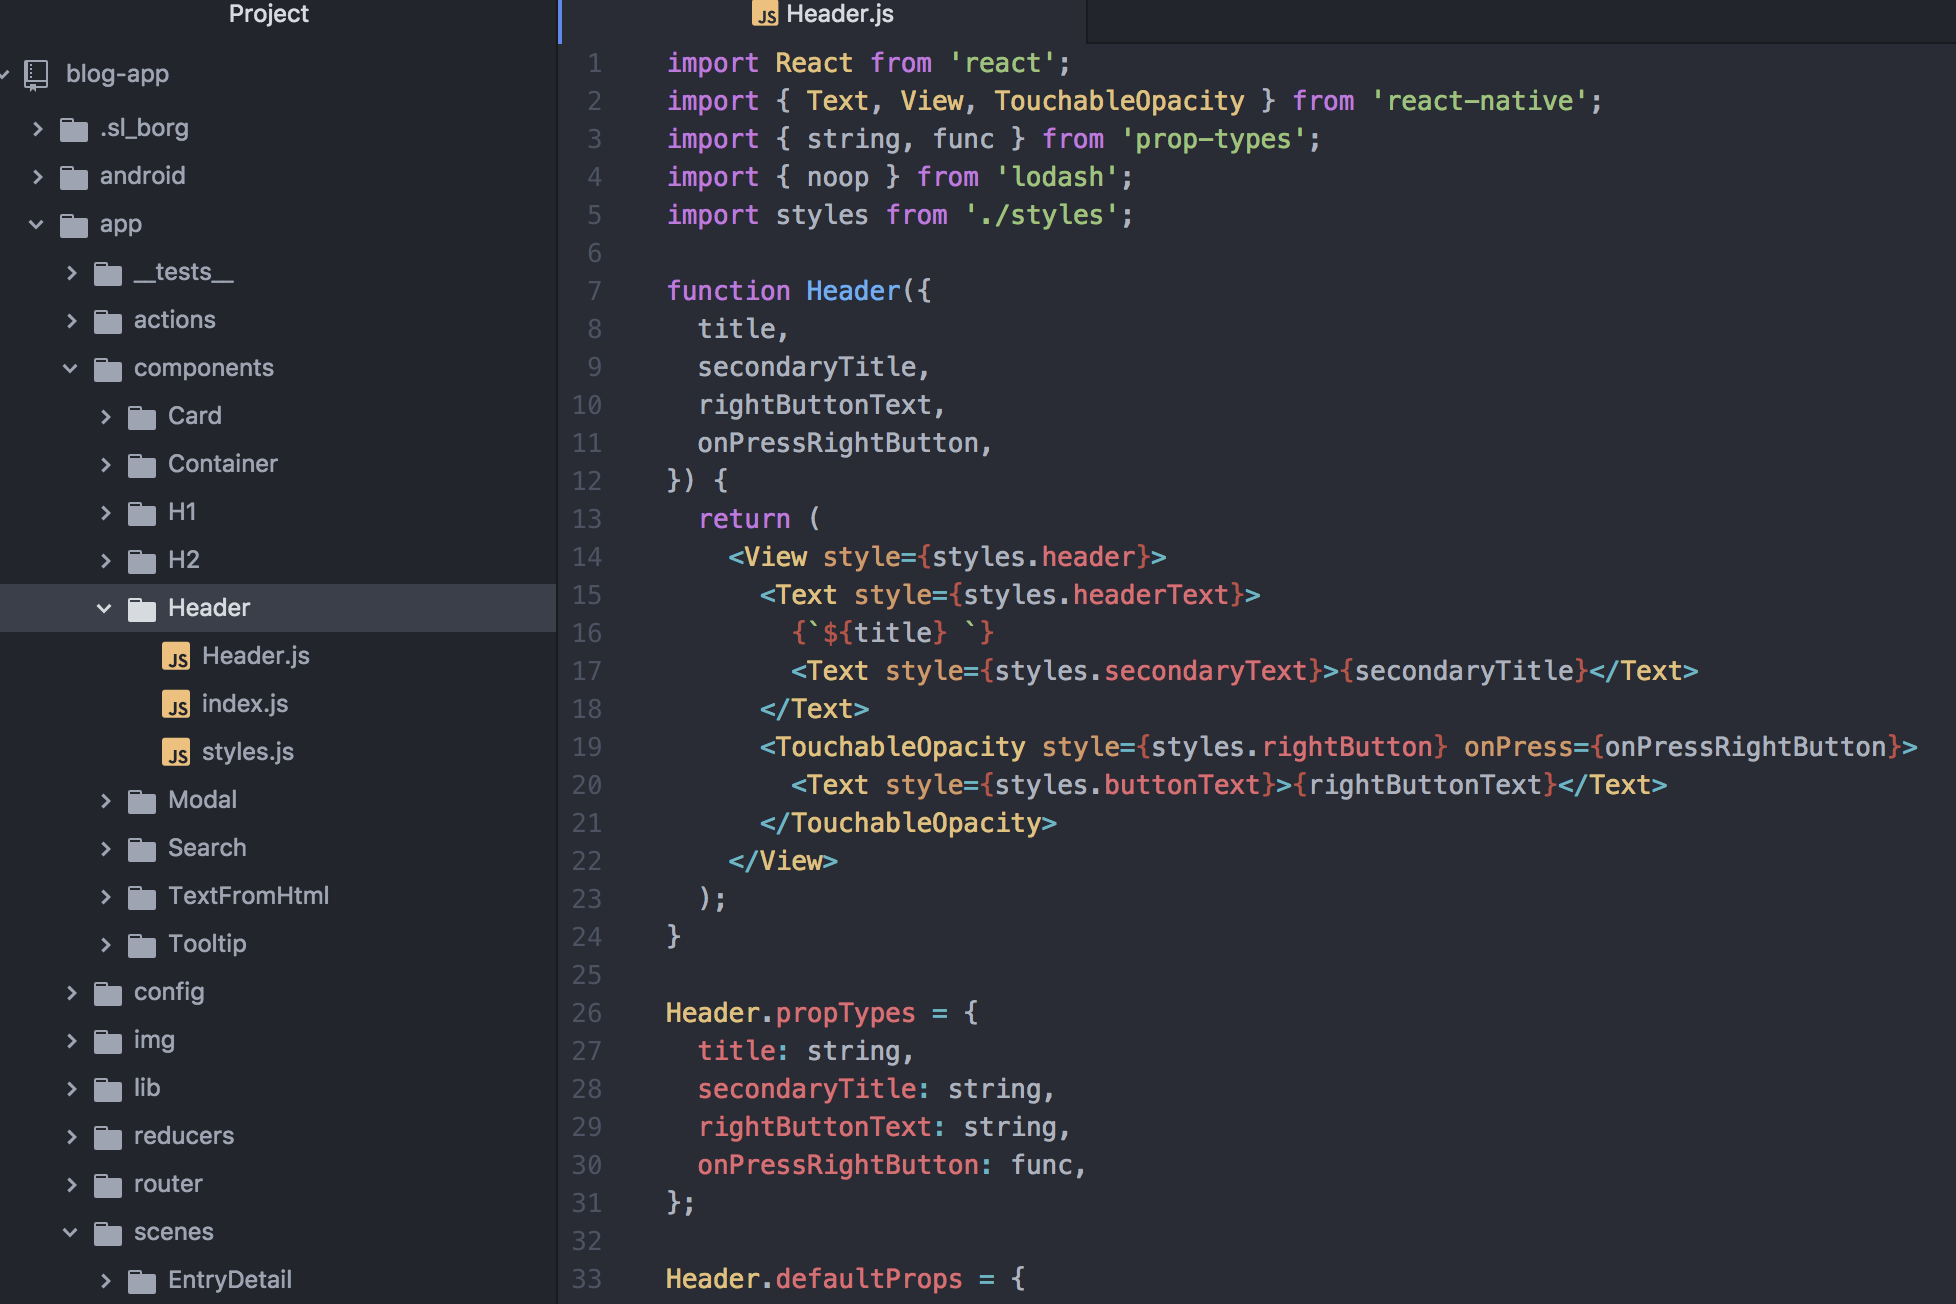 Project
blog-app
.sl_borg
android
app
__tests__
actions
components
Card
Container
H1
H2
Header
JS Header.js
JS index.js
JS styles.js
Modal
Search
TextFromHtml
Tooltip
config
img
lib
reducers
router
scenes
EntryDetail
JS Header.js
1 import React from 'react';
2 import { Text, View, TouchableOpacity } from 'react-native';
3 import { string, func } from 'prop-types';
4 import { noop } from 'lodash';
5 import styles from './styles';
6
7 function Header({
8   title,
9   secondaryTitle,
10   rightButtonText,
11   onPressRightButton,
12 }) {
13   return (
14     <View style={styles.header}>
15       <Text style={styles.headerText}>
16         {`${title} `}
17         <Text style={styles.secondaryText}>{secondaryTitle}</Text>
18       </Text>
19       <TouchableOpacity style={styles.rightButton} onPress={onPressRightButton}>
20         <Text style={styles.buttonText}>{rightButtonText}</Text>
21       </TouchableOpacity>
22     </View>
23   );
24 }
25
26 Header.propTypes = {
27   title: string,
28   secondaryTitle: string,
29   rightButtonText: string,
30   onPressRightButton: func,
31 };
32
33 Header.defaultProps = {